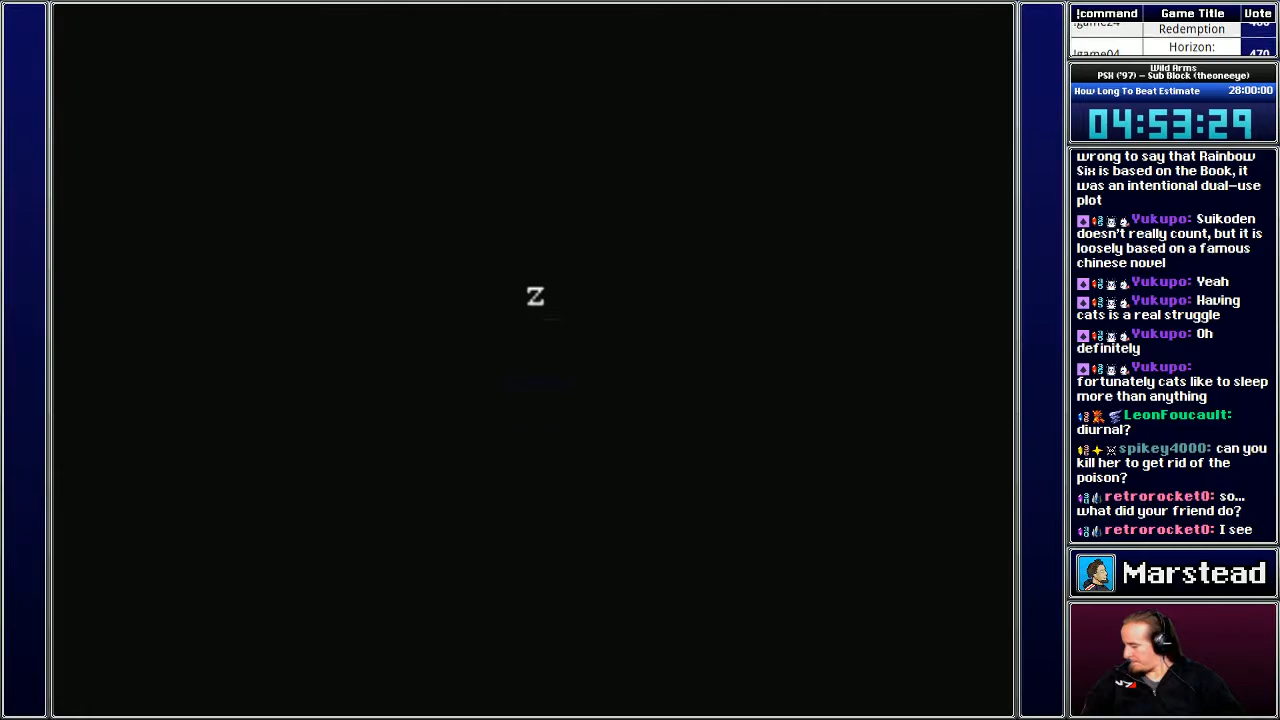 !command Game Title Vote
Redemption
!game04 Horizon: 470
Wild Arms
PSX ('97) – Sub Block (theoneeye)
How Long To Beat Estimate 28:00:00
04:53:29
z
wrong to say that Rainbow
Six is based on the Book, it
was an intentional dual-use
plot
Yukupo: Suikoden
doesn't really count, but it is
loosely based on a famous
chinese novel
Yukupo: Yeah
Yukupo: Having
cats is a real struggle
Yukupo: Oh
definitely
Yukupo:
fortunately cats like to sleep
more than anything
LeonFoucault:
diurnal?
spikey4000: can you
kill her to get rid of the
poison?
retrorocket0: so...
what did your friend do?
retrorocket0: I see
Marstead